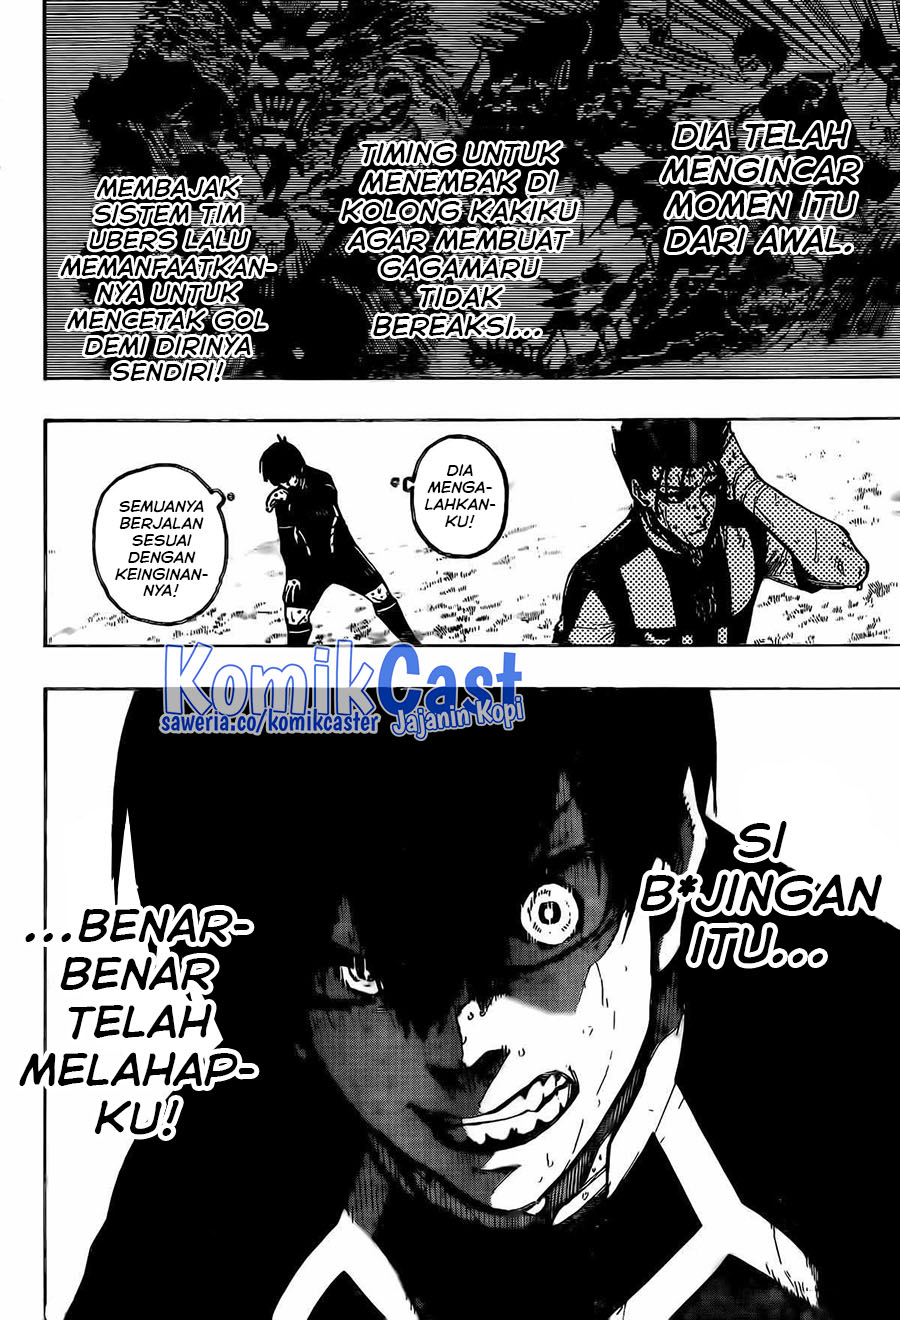 DIA TELAH
MENGINCAR
MOMEN ITU
DARI AWAL.
TIMING UNTUK
MENEMBAK DI
KOLONG KAKIKU
AGAR MEMBUAT
GAGAMARU
TIDAK
BEREAKSI...
MEMBAJAK
SISTEM TIM
UBERS LALU
MEMANFAATKAN-
NYA UNTUK
MENCETAK GOL
DEMI DIRINYA
SENDIRI!
DIA
MENGA-
LAHKAN-
KU!
SEMUANYA
BERJALAN
SESUAI
DENGAN
KEINGINAN-
NYA!
KomikCast
saweria.co/komikcaster Jajanin Kopi
SI
B*JINGAN
ITU...
...BENAR-
BENAR
TELAH
MELAHAP-
KU!